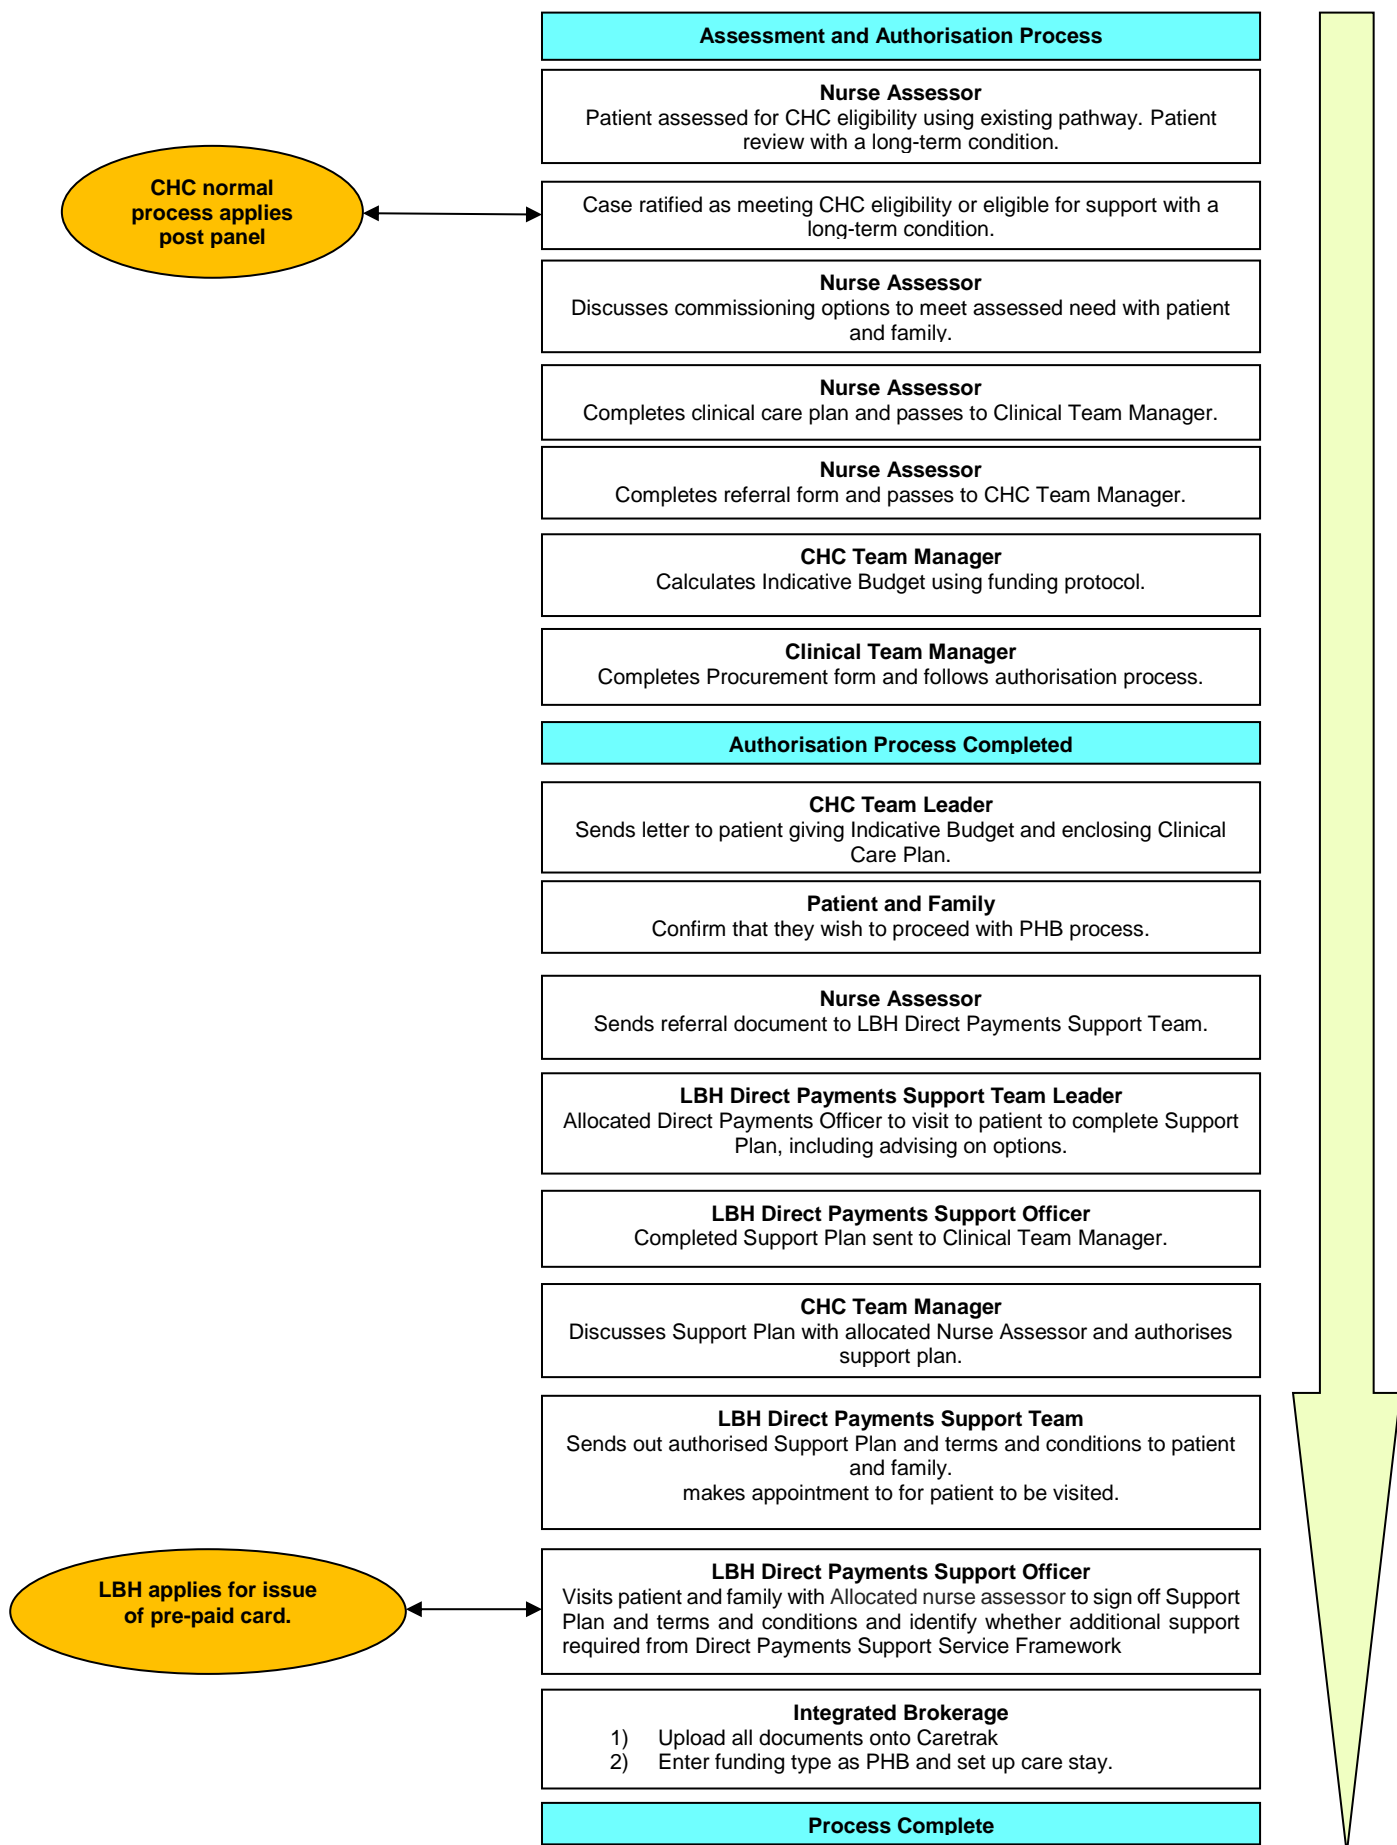 Assessment and Authorisation Process
Nurse Assessor
Patient assessed for CHC eligibility using existing pathway. Patient
review with a long-term condition.
CHC normal
process applies
post panel
Case ratified as meeting CHC eligibility or eligible for support with a
long-term condition.
Nurse Assessor
Discusses commissioning options to meet assessed need with patient
and family.
Nurse Assessor
Completes clinical care plan and passes to Clinical Team Manager.
Nurse Assessor
Completes referral form and passes to CHC Team Manager.
CHC Team Manager
Calculates Indicative Budget using funding protocol.
Clinical Team Manager
Completes Procurement form and follows authorisation process.
Authorisation Process Completed
CHC Team Leader
Sends letter to patient giving Indicative Budget and enclosing Clinical
Care Plan.
Patient and Family
Confirm that they wish to proceed with PHB process.
Nurse Assessor
Sends referral document to LBH Direct Payments Support Team.
LBH Direct Payments Support Team Leader
Allocated Direct Payments Officer to visit to patient to complete Support
Plan, including advising on options.
LBH Direct Payments Support Officer
Completed Support Plan sent to Clinical Team Manager.
CHC Team Manager
Discusses Support Plan with allocated Nurse Assessor and authorises
support plan.
LBH Direct Payments Support Team
Sends out authorised Support Plan and terms and conditions to patient
and family.
makes appointment to for patient to be visited.
LBH applies for issue
of pre-paid card.
LBH Direct Payments Support Officer
Visits patient and family with Allocated nurse assessor to sign off Support
Plan and terms and conditions and identify whether additional support
required from Direct Payments Support Service Framework
Integrated Brokerage
1) Upload all documents onto Caretrak
2) Enter funding type as PHB and set up care stay.
Process Complete